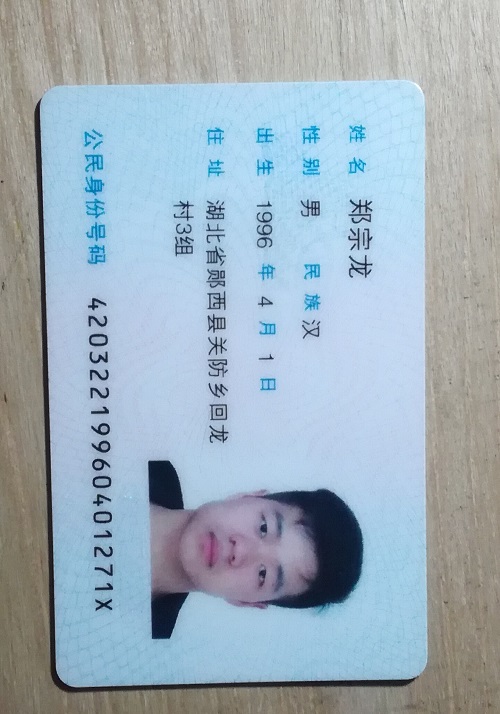 姓名 郑宗龙
性别 男 民族 汉
出生 1996 年 4 月 1 日
住址 湖北省郧西县关防乡回龙
村3组
公民身份号码 42032219960401271X